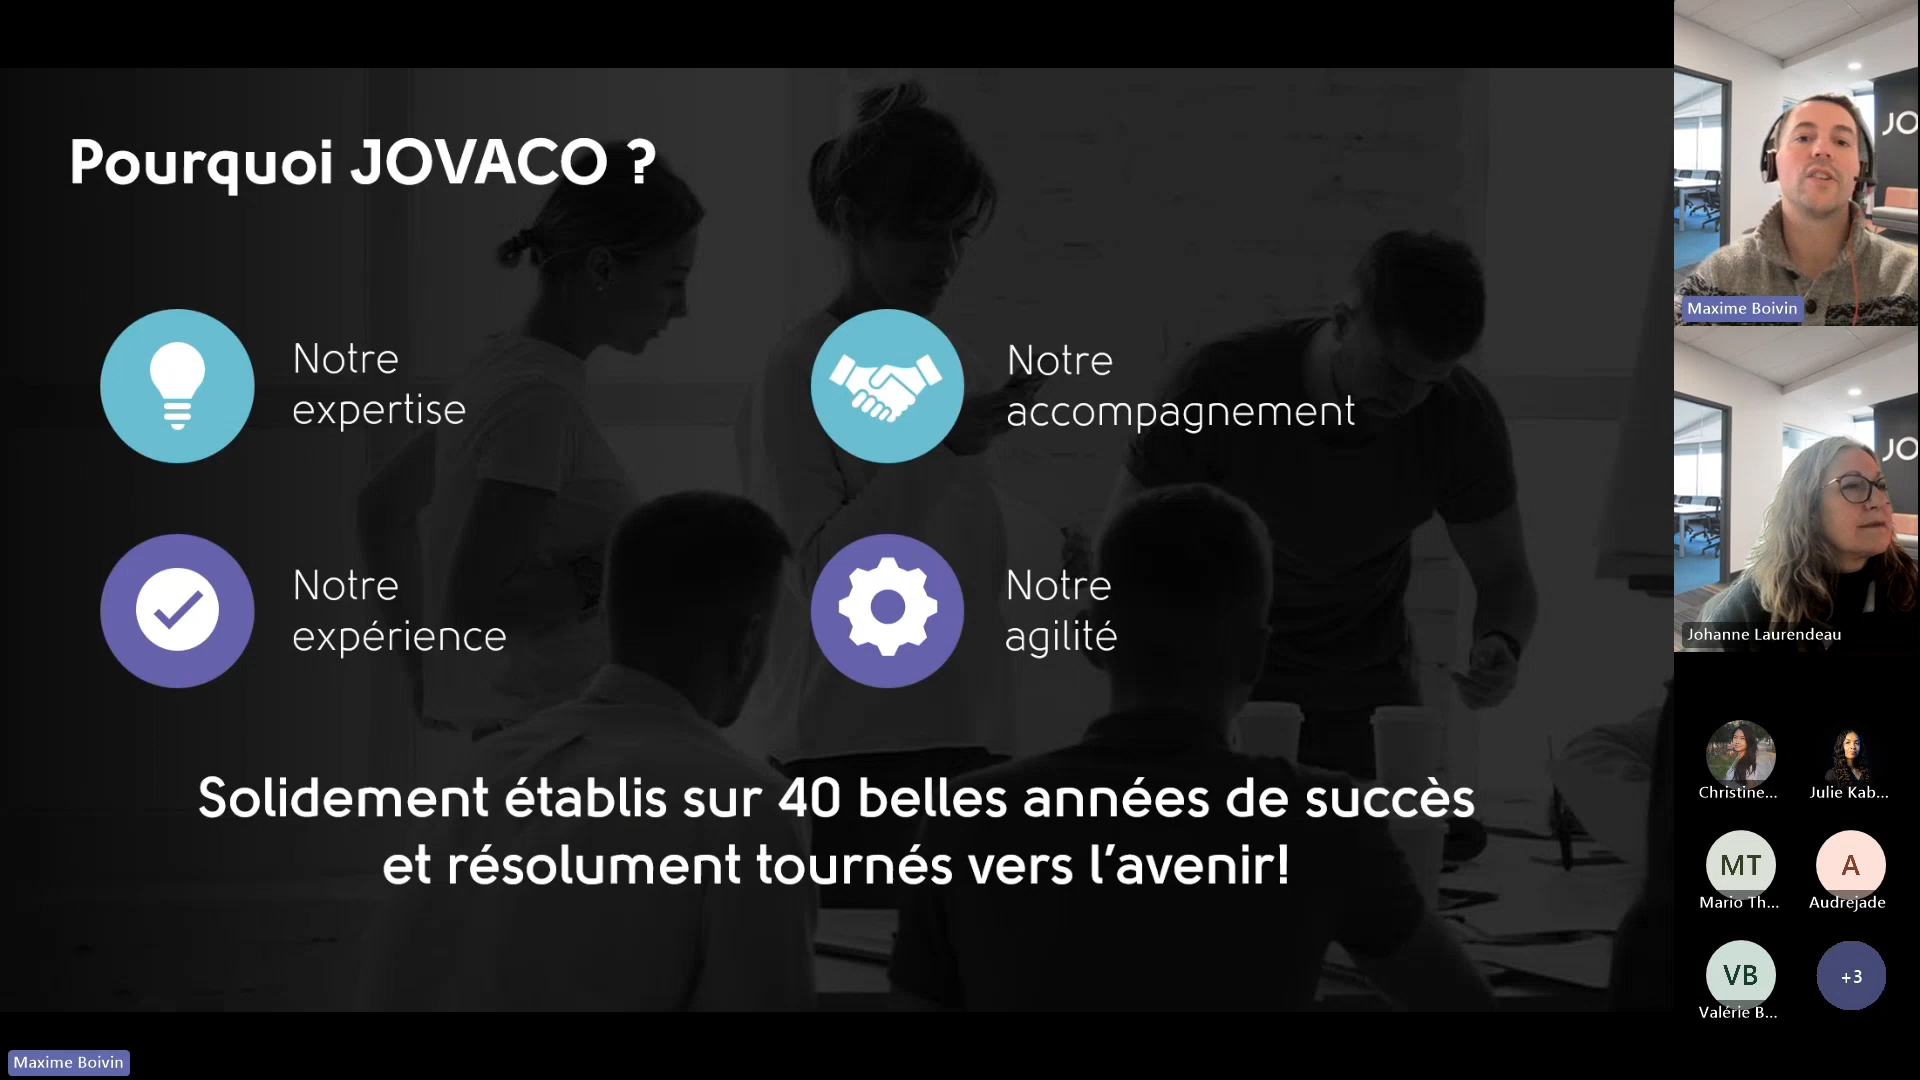 Pourquoi JOVACO ?
Notre
expertise
Notre
accompagnement
Notre
expérience
Notre
agilité
Solidement établis sur 40 belles années de succès
et résolument tournés vers l’avenir!
Maxime Boivin
JO
Maxime Boivin
JO
Johanne Laurendeau
Christine...
Julie Kab...
MT
Mario Th...
A
Audrejade
VB
Valérie B...
+3